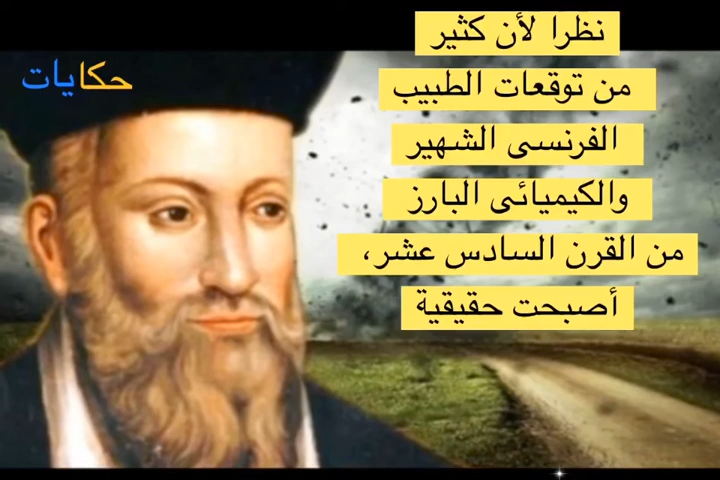 حكايات
نظرا لأن كثير
من توقعات الطبيب
الفرنسى الشهير
والكيميائى البارز
من القرن السادس عشر،
أصبحت حقيقية